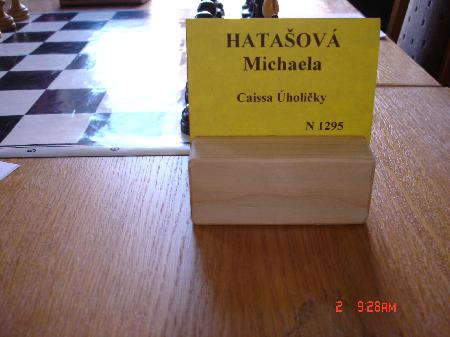 HATAŠOVÁ
Michaela
Caissa Úholičky
N 1295
2 9:28AM